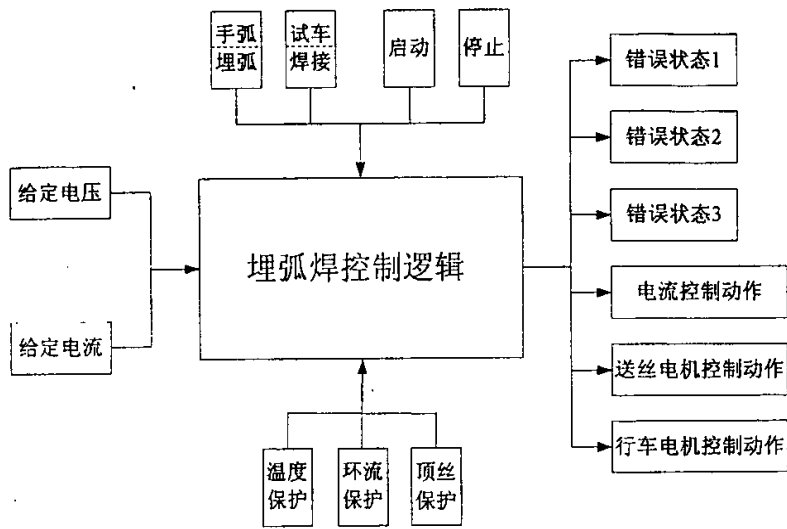 手弧
埋弧
试车
焊接
启动
停止
给定电压
给定电流
埋弧焊控制逻辑
错误状态1
错误状态2
错误状态3
电流控制动作
送丝电机控制动作
行车电机控制动作
温度
保护
环流
保护
顶丝
保护